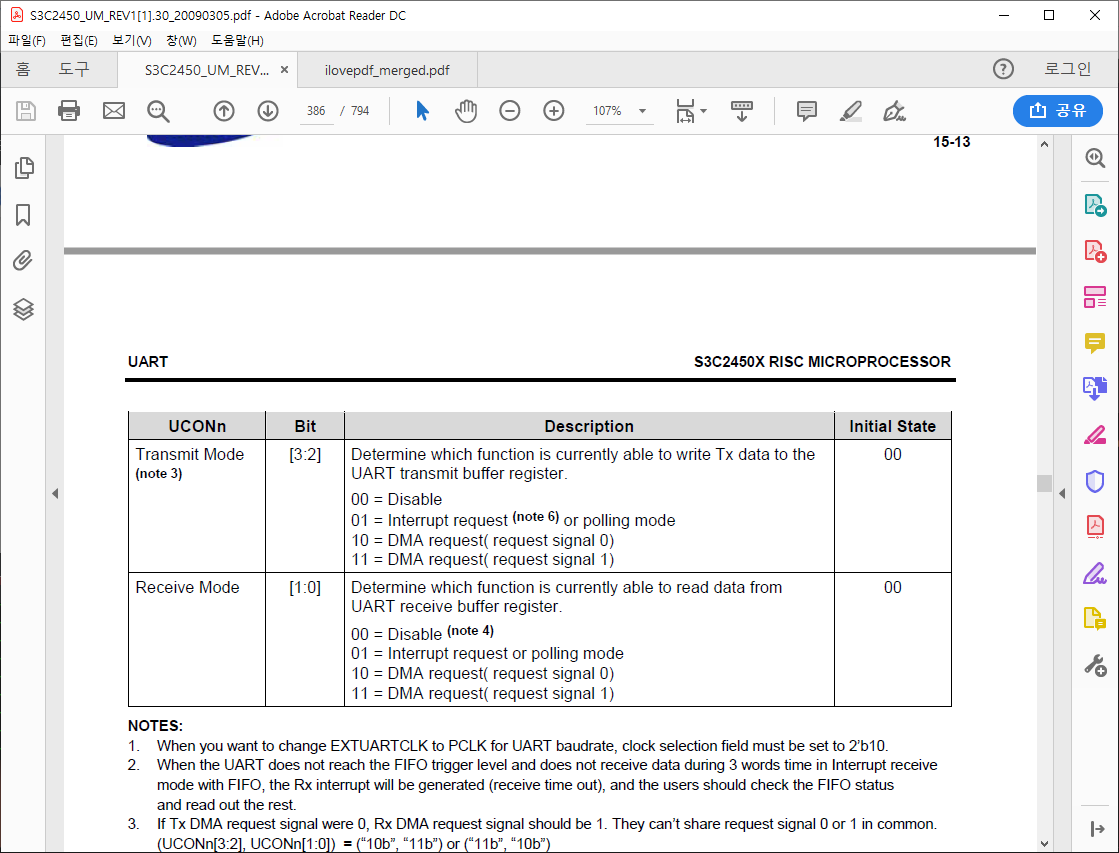 S3C2450_UM_REV1[1].30_20090305.pdf - Adobe Acrobat Reader DC
파일(F) 편집(E) 보기(V) 창(W) 도움말(H)
홈 도구 S3C2450_UM_REV... × ilovepdf_merged.pdf 로그인
386 / 794 107% 공유
15-13
UART S3C2450X RISC MICROPROCESSOR
UCONn Bit Description Initial State
Transmit Mode [3:2] Determine which function is currently able to write Tx data to the 00
(note 3) UART transmit buffer register.
00 = Disable
01 = Interrupt request (note 6) or polling mode
10 = DMA request( request signal 0)
11 = DMA request( request signal 1)
Receive Mode [1:0] Determine which function is currently able to read data from 00
UART receive buffer register.
00 = Disable (note 4)
01 = Interrupt request or polling mode
10 = DMA request( request signal 0)
11 = DMA request( request signal 1)
NOTES:
1. When you want to change EXTUARTCLK to PCLK for UART baudrate, clock selection field must be set to 2’b10.
2. When the UART does not reach the FIFO trigger level and does not receive data during 3 words time in Interrupt receive
mode with FIFO, the Rx interrupt will be generated (receive time out), and the users should check the FIFO status
and read out the rest.
3. If Tx DMA request signal were 0, Rx DMA request signal should be 1. They can’t share request signal 0 or 1 in common.
(UCONn[3:2], UCONn[1:0]) = (“10b”, “11b”) or (“11b”, “10b”)